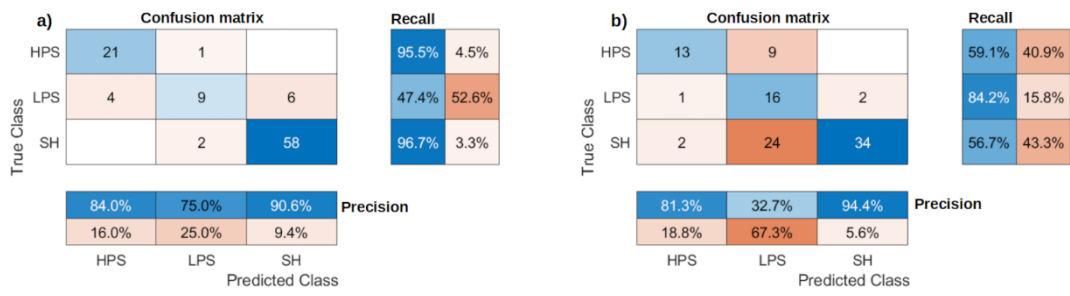 a) Confusion matrix Recall
HPS 21 1 95.5% 4.5%
LPS 4 9 6 47.4% 52.6%
SH 2 58 96.7% 3.3%
True Class
84.0% 75.0% 90.6% Precision
16.0% 25.0% 9.4%
HPS LPS SH
Predicted Class
b) Confusion matrix Recall
HPS 13 9 59.1% 40.9%
LPS 1 16 2 84.2% 15.8%
SH 2 24 34 56.7% 43.3%
True Class
81.3% 32.7% 94.4% Precision
18.8% 67.3% 5.6%
HPS LPS SH
Predicted Class